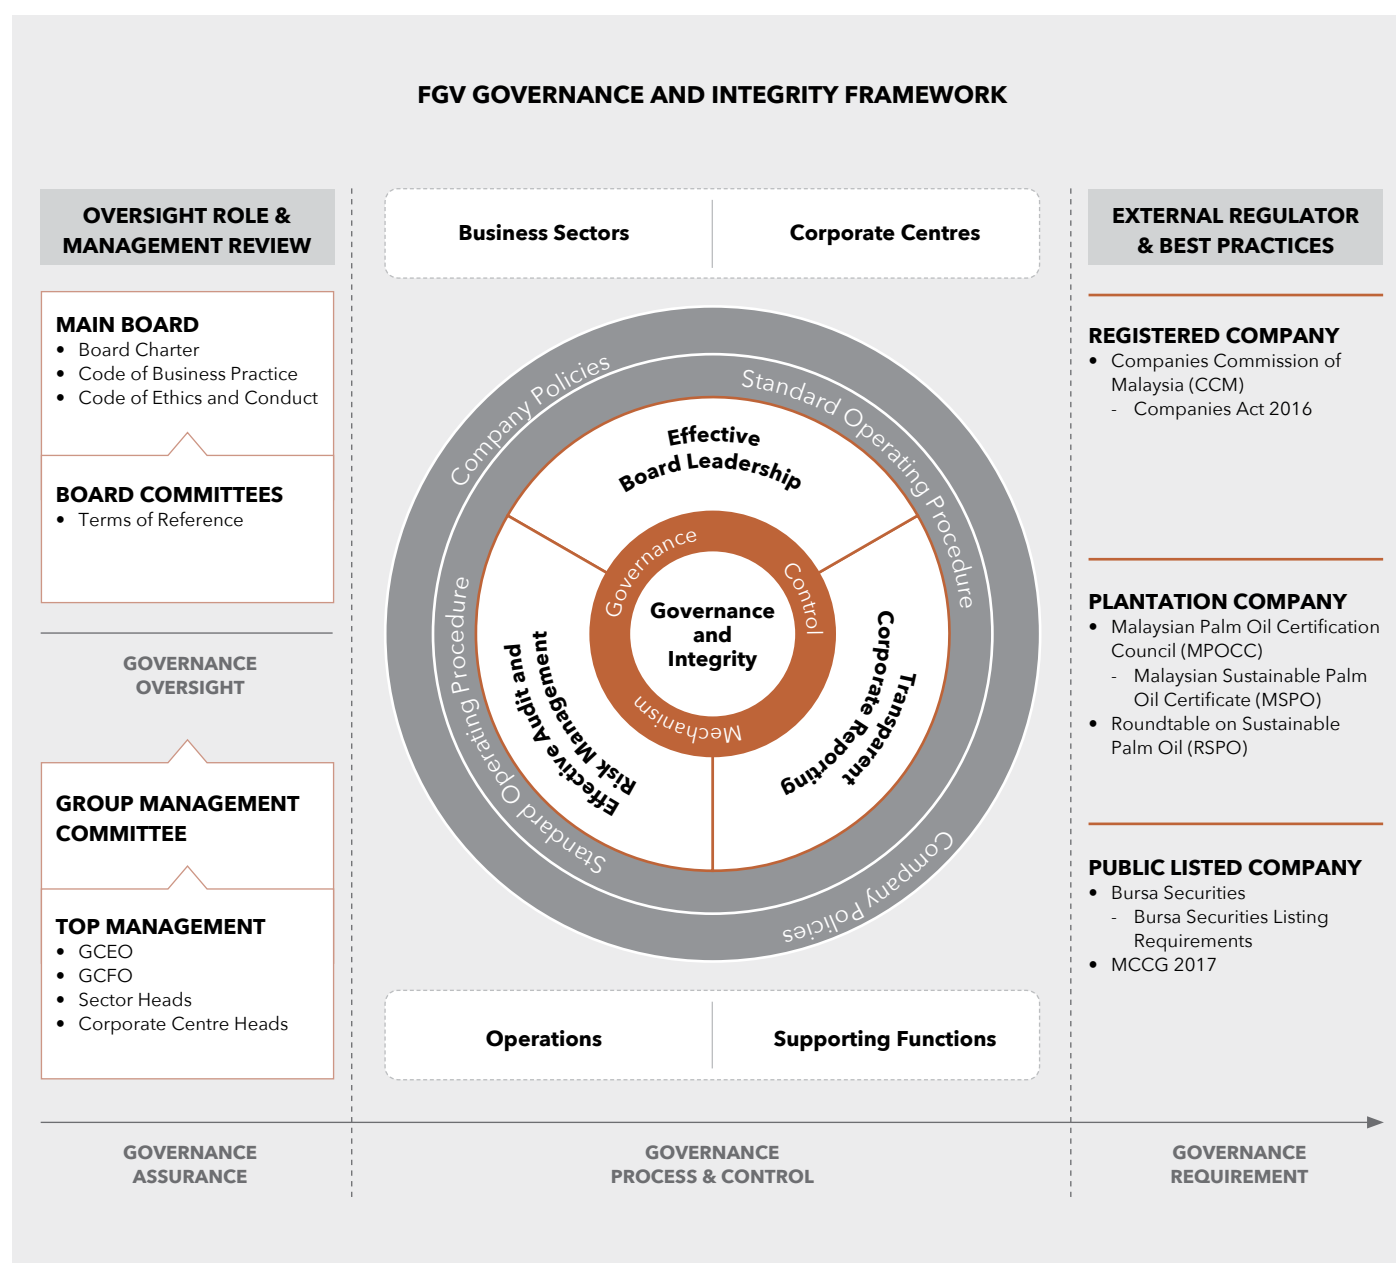 FGV GOVERNANCE AND INTEGRITY FRAMEWORK
OVERSIGHT ROLE &
MANAGEMENT REVIEW
MAIN BOARD
• Board Charter
• Code of Business Practice
• Code of Ethics and Conduct
BOARD COMMITTEES
• Terms of Reference
GOVERNANCE
OVERSIGHT
GROUP MANAGEMENT
COMMITTEE
TOP MANAGEMENT
• GCEO
• GCFO
• Sector Heads
• Corporate Centre Heads
GOVERNANCE
ASSURANCE
Business Sectors
Corporate Centres
Company Policies
Standard Operating Procedure
Effective
Board Leadership
Governance
Control
Mechanism
Governance
and
Integrity
Effective Audit and
Risk Management
Transparent
Corporate Reporting
Standard Operating Procedure
Company Policies
Operations
Supporting Functions
GOVERNANCE
PROCESS & CONTROL
EXTERNAL REGULATOR
& BEST PRACTICES
REGISTERED COMPANY
• Companies Commission of
Malaysia (CCM)
- Companies Act 2016
PLANTATION COMPANY
• Malaysian Palm Oil Certification
Council (MPOCC)
- Malaysian Sustainable Palm
Oil Certificate (MSPO)
• Roundtable on Sustainable
Palm Oil (RSPO)
PUBLIC LISTED COMPANY
• Bursa Securities
- Bursa Securities Listing
Requirements
• MCCG 2017
GOVERNANCE
REQUIREMENT